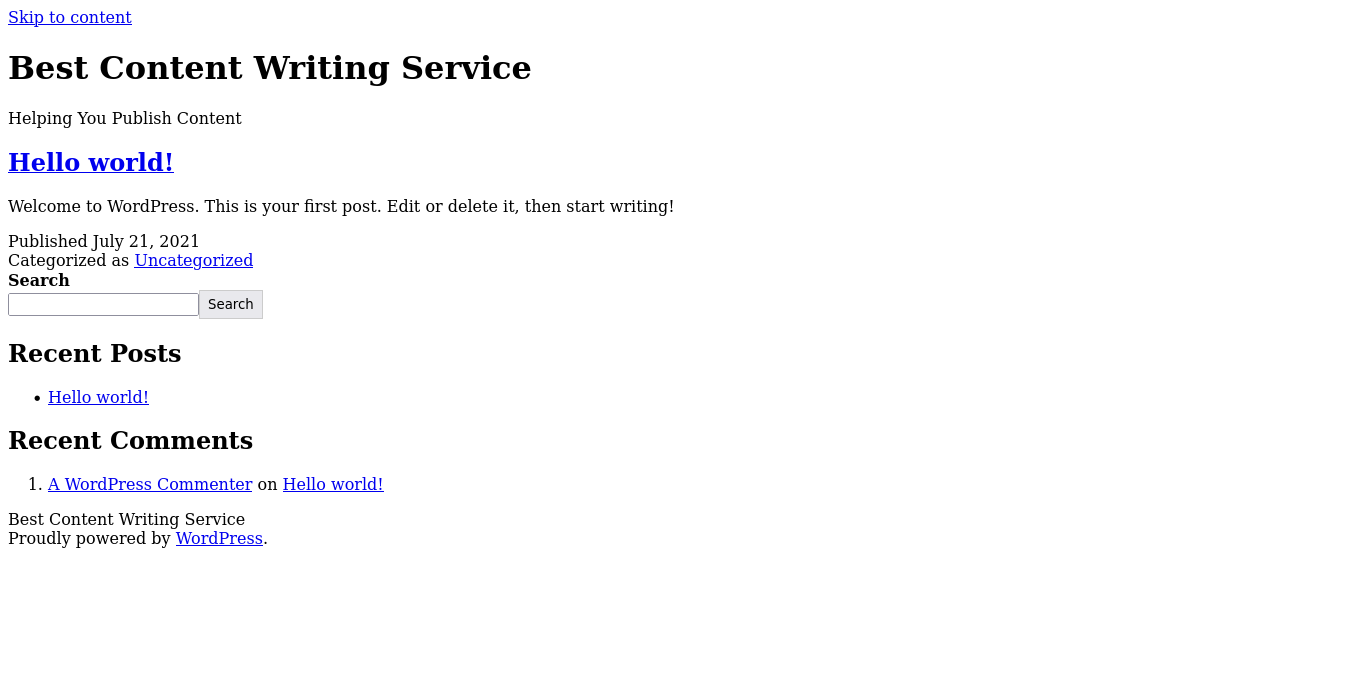 Skip to content
Best Content Writing Service
Helping You Publish Content
Hello world!
Welcome to WordPress. This is your first post. Edit or delete it, then start writing!
Published July 21, 2021
Categorized as Uncategorized
Search
Search
Recent Posts
Hello world!
Recent Comments
1. A WordPress Commenter on Hello world!
Best Content Writing Service
Proudly powered by WordPress.